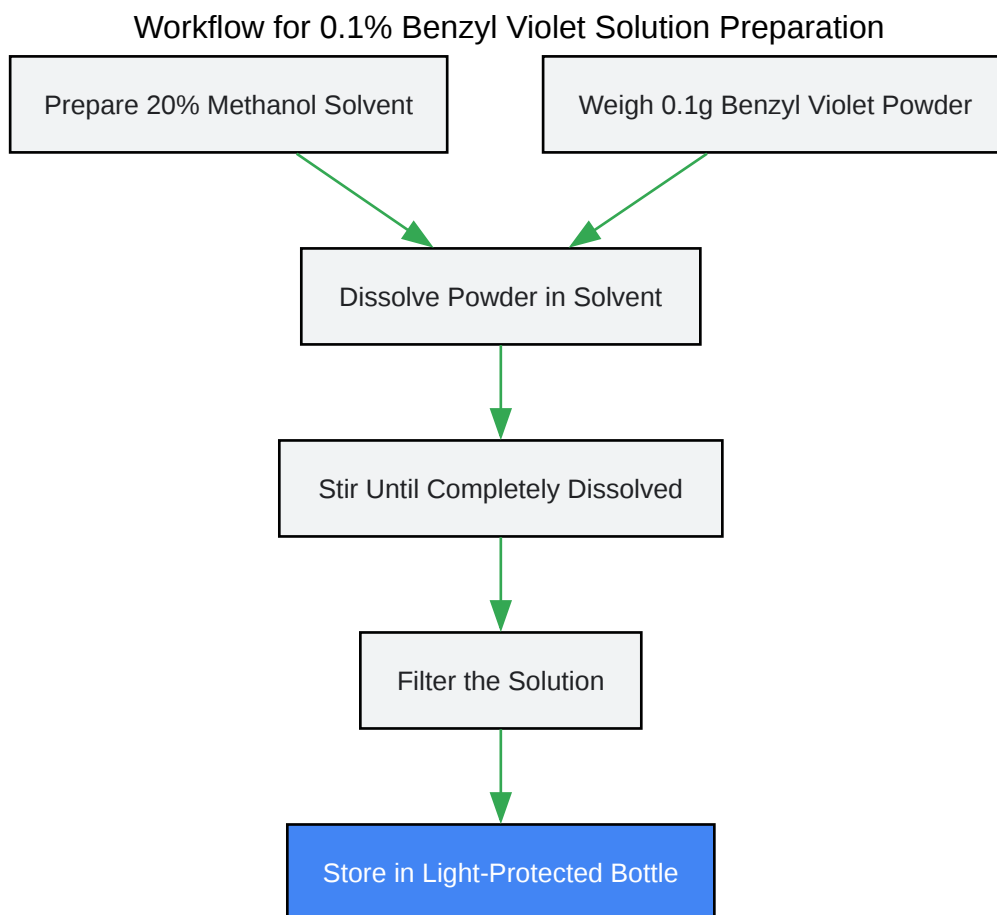 Workflow for 0.1% Benzyl Violet Solution Preparation
Prepare 20% Methanol Solvent
Weigh 0.1g Benzyl Violet Powder
Dissolve Powder in Solvent
Stir Until Completely Dissolved
Filter the Solution
Store in Light-Protected Bottle